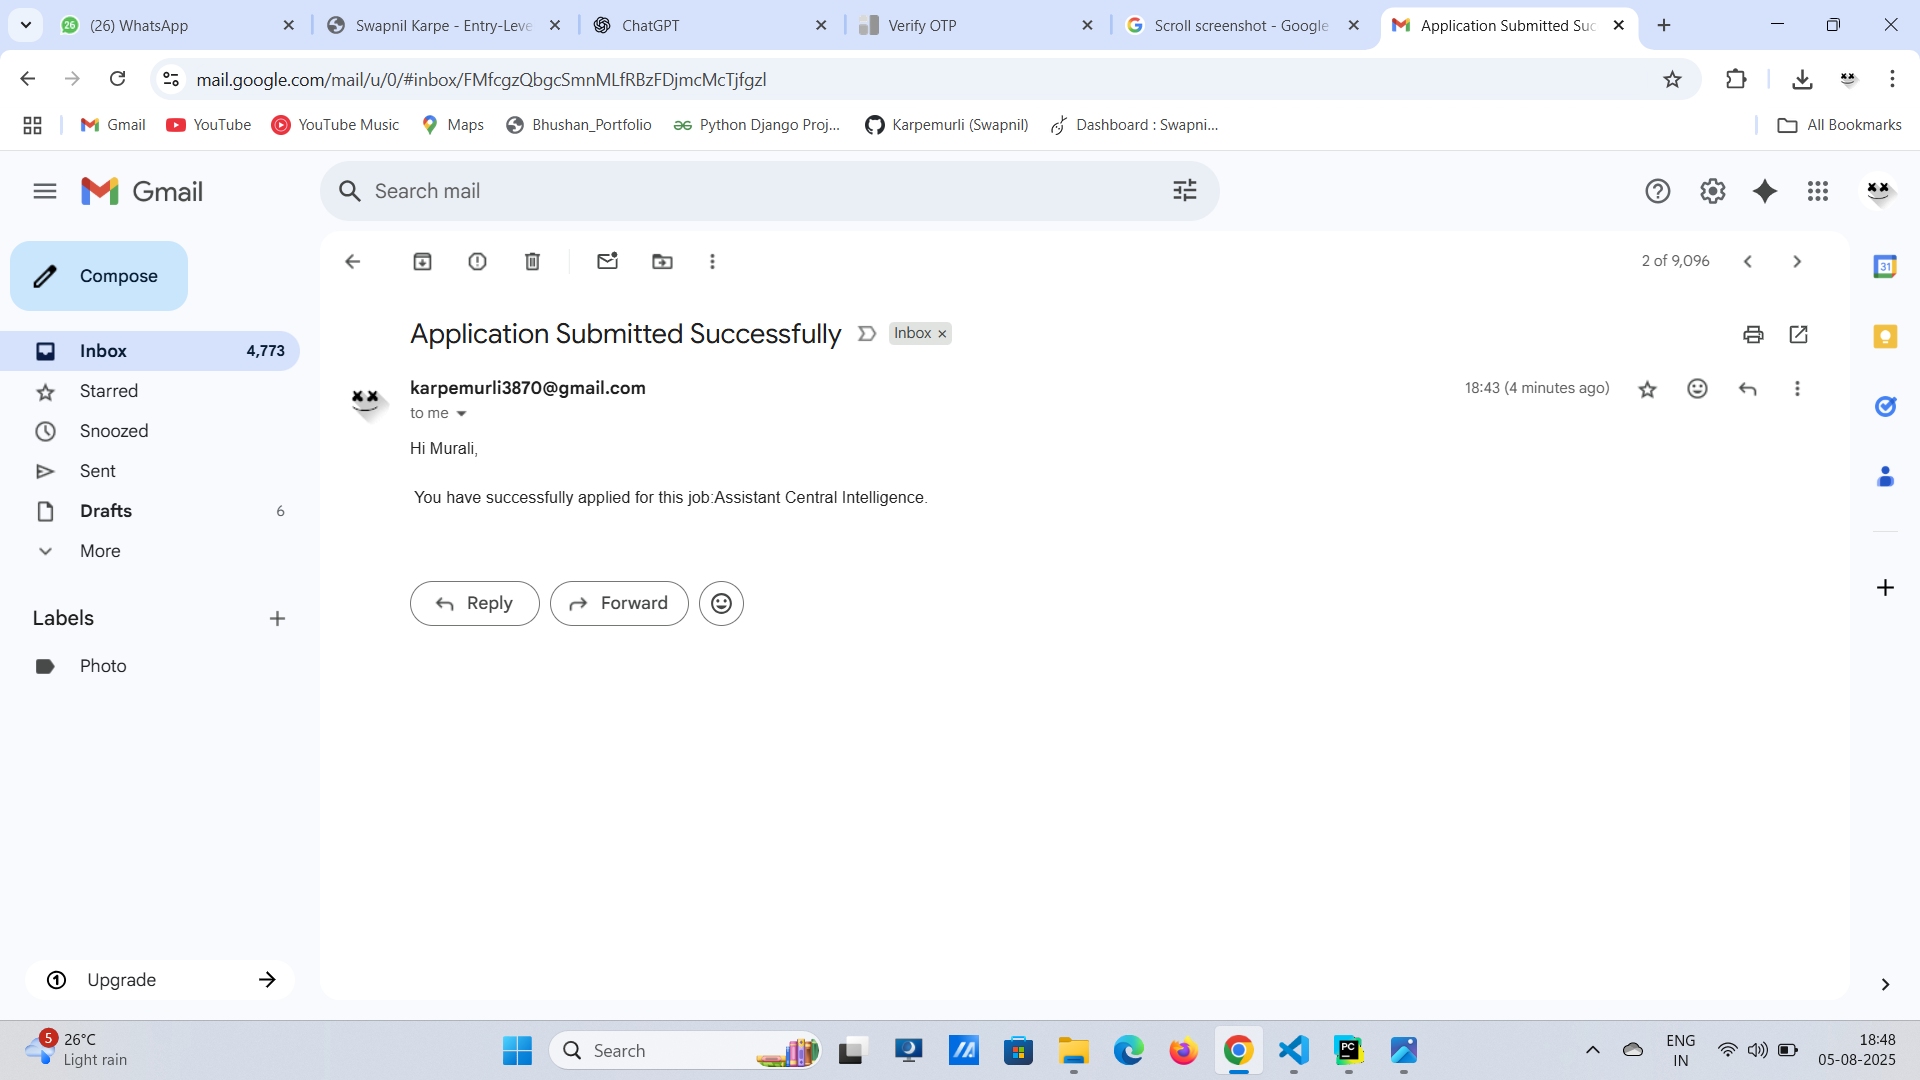 (26) WhatsApp
Swapnil Karpe - Entry-Leve
ChatGPT
Verify OTP
Scroll screenshot - Google
Application Submitted Suc
mail.google.com/mail/u/0/#inbox/FMfcgzQbgcSmnMLfRBzFDjmcMcTjfgzl
Gmail
YouTube
YouTube Music
Maps
Bhushan_Portfolio
Python Django Proj...
Karpemurli (Swapnil)
Dashboard : Swapni...
All Bookmarks
Gmail
Search mail
Compose
2 of 9,096
Application Submitted Successfully
Inbox ×
Inbox 4,773
Starred
Snoozed
Sent
Drafts 6
More
Labels
Photo
karpemurli3870@gmail.com
18:43 (4 minutes ago)
to me
Hi Murali,
You have successfully applied for this job:Assistant Central Intelligence.
Reply
Forward
31
Upgrade
5
26°C
Light rain
Search
PC
ENG
IN
18:48
05-08-2025